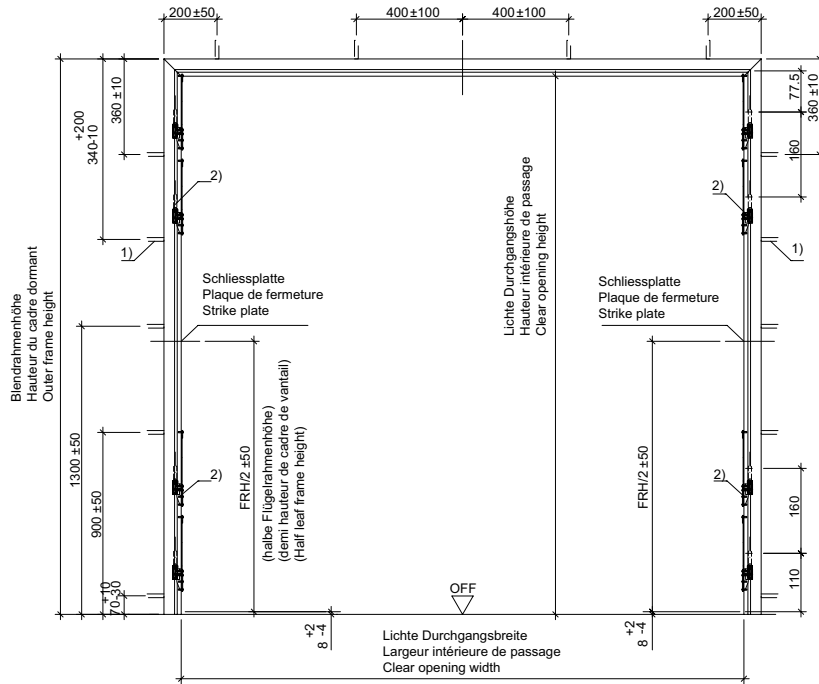 200±50
400±100
400±100
200±50
360 ±10
+200
340-10
77.5
360 ±10
160
2)
2)
1)
1)
Blendrahmenhöhe
Hauteur du cadre dormant
Outer frame height
Schliessplatte
Plaque de fermeture
Strike plate
Lichte Durchgangshöhe
Hauteur intérieure de passage
Clear opening height
Schliessplatte
Plaque de fermeture
Strike plate
1300 ±50
900 ±50
FRH/2 ±50
(halbe Flügelrahmenhöhe)
(demi hauteur de cadre de vantail)
(Half leaf frame height)
FRH/2 ±50
2)
2)
160
110
+10
70-30
OFF
+2
8 -4
+2
8 -4
Lichte Durchgangsbreite
Largeur intérieure de passage
Clear opening width